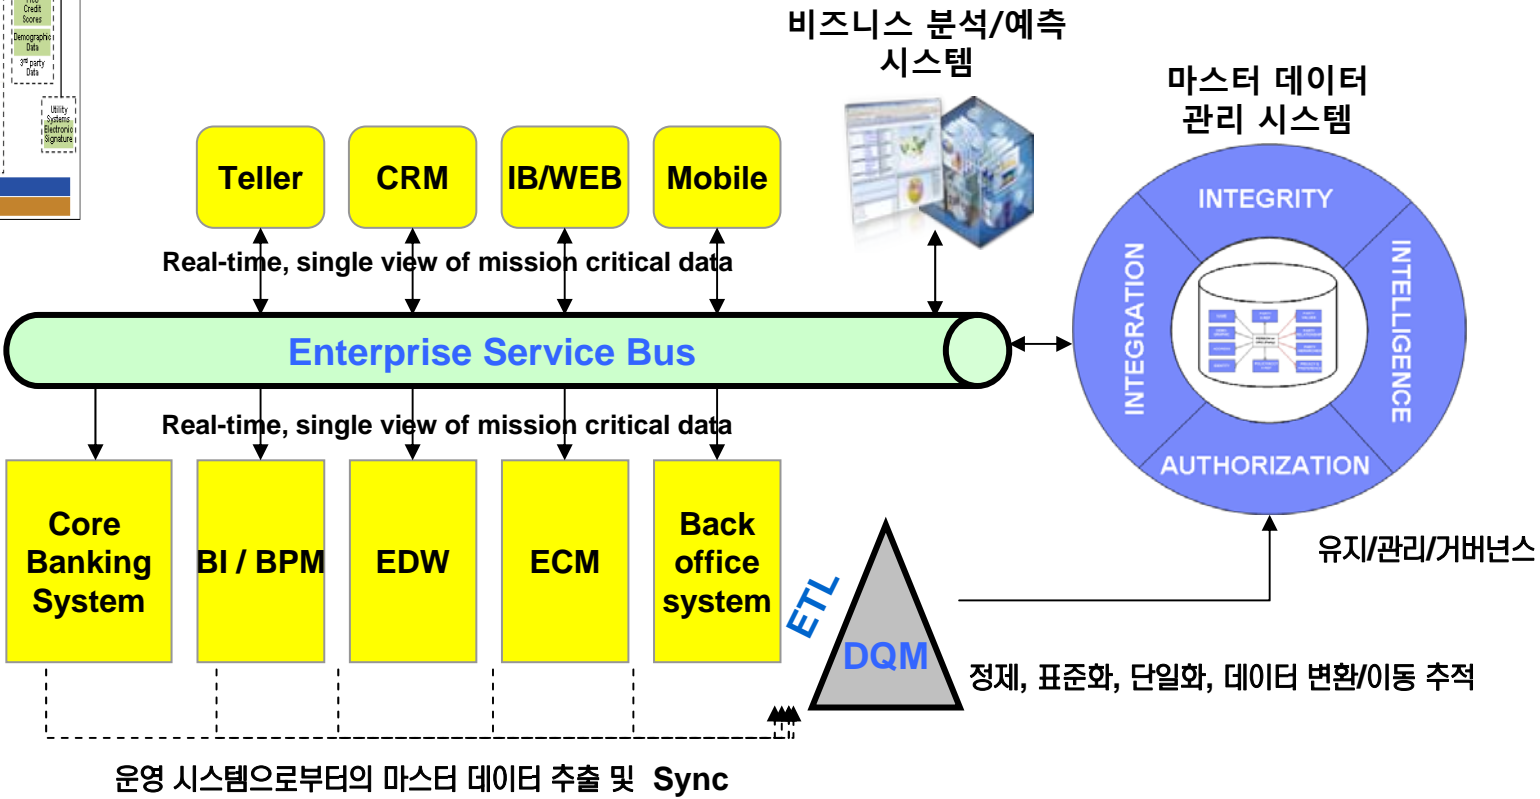 Credit
Scores
Demographic
Data
3rd party
Data
Utility
Systems
Electronic
Signature
비즈니스 분석/예측
시스템
마스터 데이터
관리 시스템
Teller
CRM
IB/WEB
Mobile
Real-time, single view of mission critical data
Enterprise Service Bus
Real-time, single view of mission critical data
INTEGRITY
INTEGRATION
INTELLIGENCE
AUTHORIZATION
Core
Banking
System
BI / BPM
EDW
ECM
Back
office
system
ETL
DQM
유지/관리/거버넌스
정제, 표준화, 단일화, 데이터 변환/이동 추적
운영 시스템으로부터의 마스터 데이터 추출 및 Sync